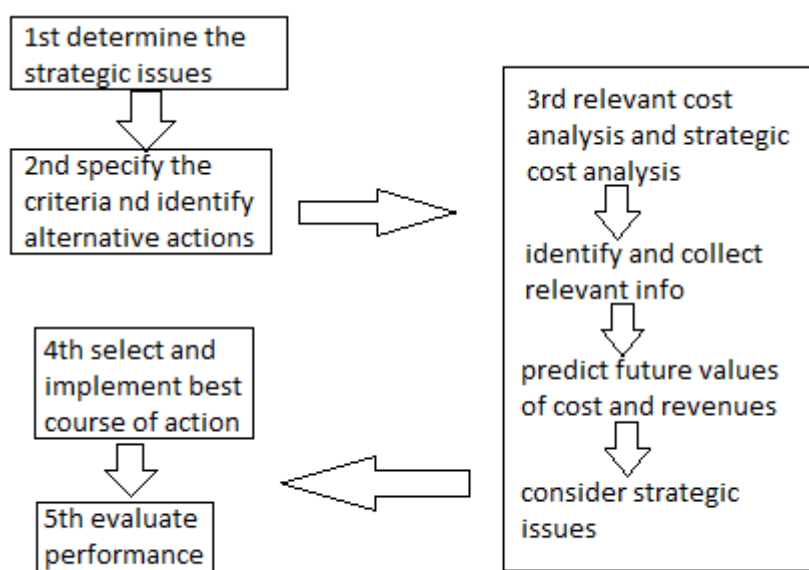 1st determine the
strategic issues
2nd specify the
criteria nd identify
alternative actions
3rd relevant cost
analysis and strategic
cost analysis
identify and collect
relevant info
predict future values
of cost and revenues
consider strategic
issues
4th select and
implement best
course of action
5th evaluate
performance